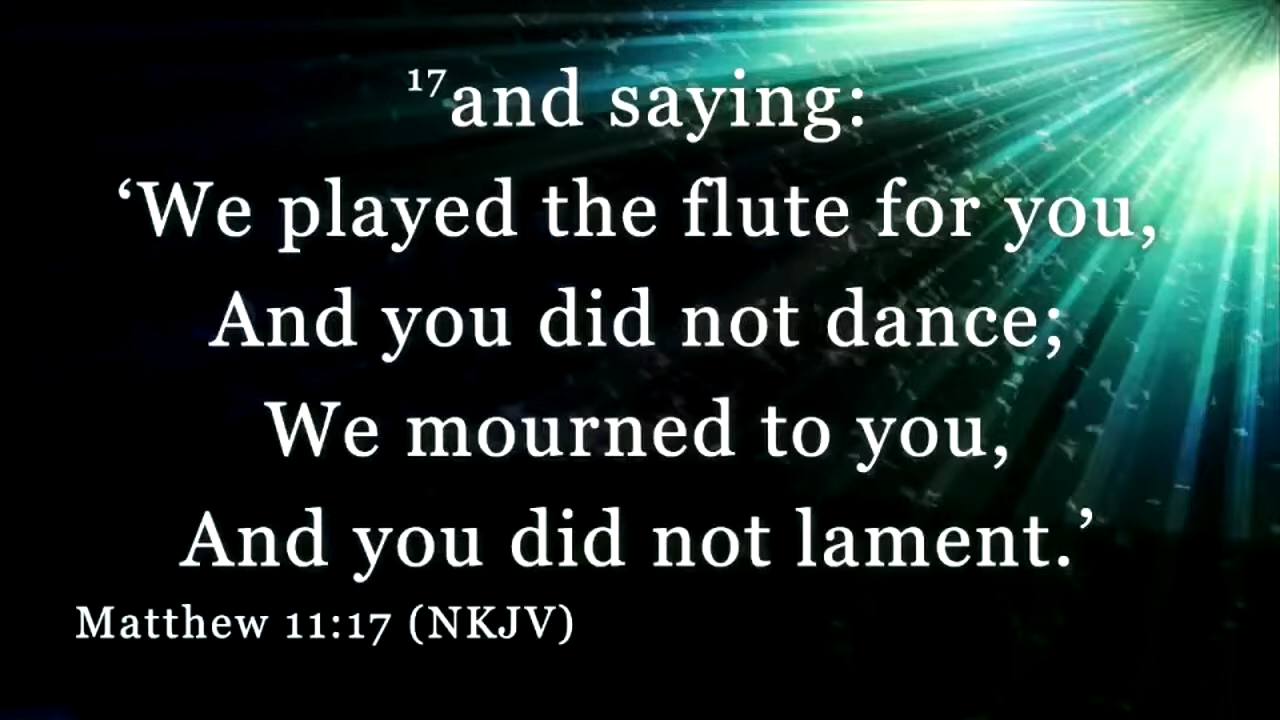 17and saying:
‘We played the flute for you,
And you did not dance;
We mourned to you,
And you did not lament.’
Matthew 11:17 (NKJV)